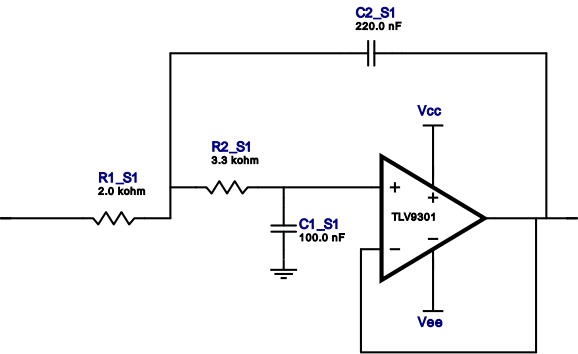 C2_S1
220.0 nF
Vcc
R2_S1
3.3 kohm
R1_S1
2.0 kohm
+
+
TLV9301
C1_S1
100.0 nF
−
−
Vee